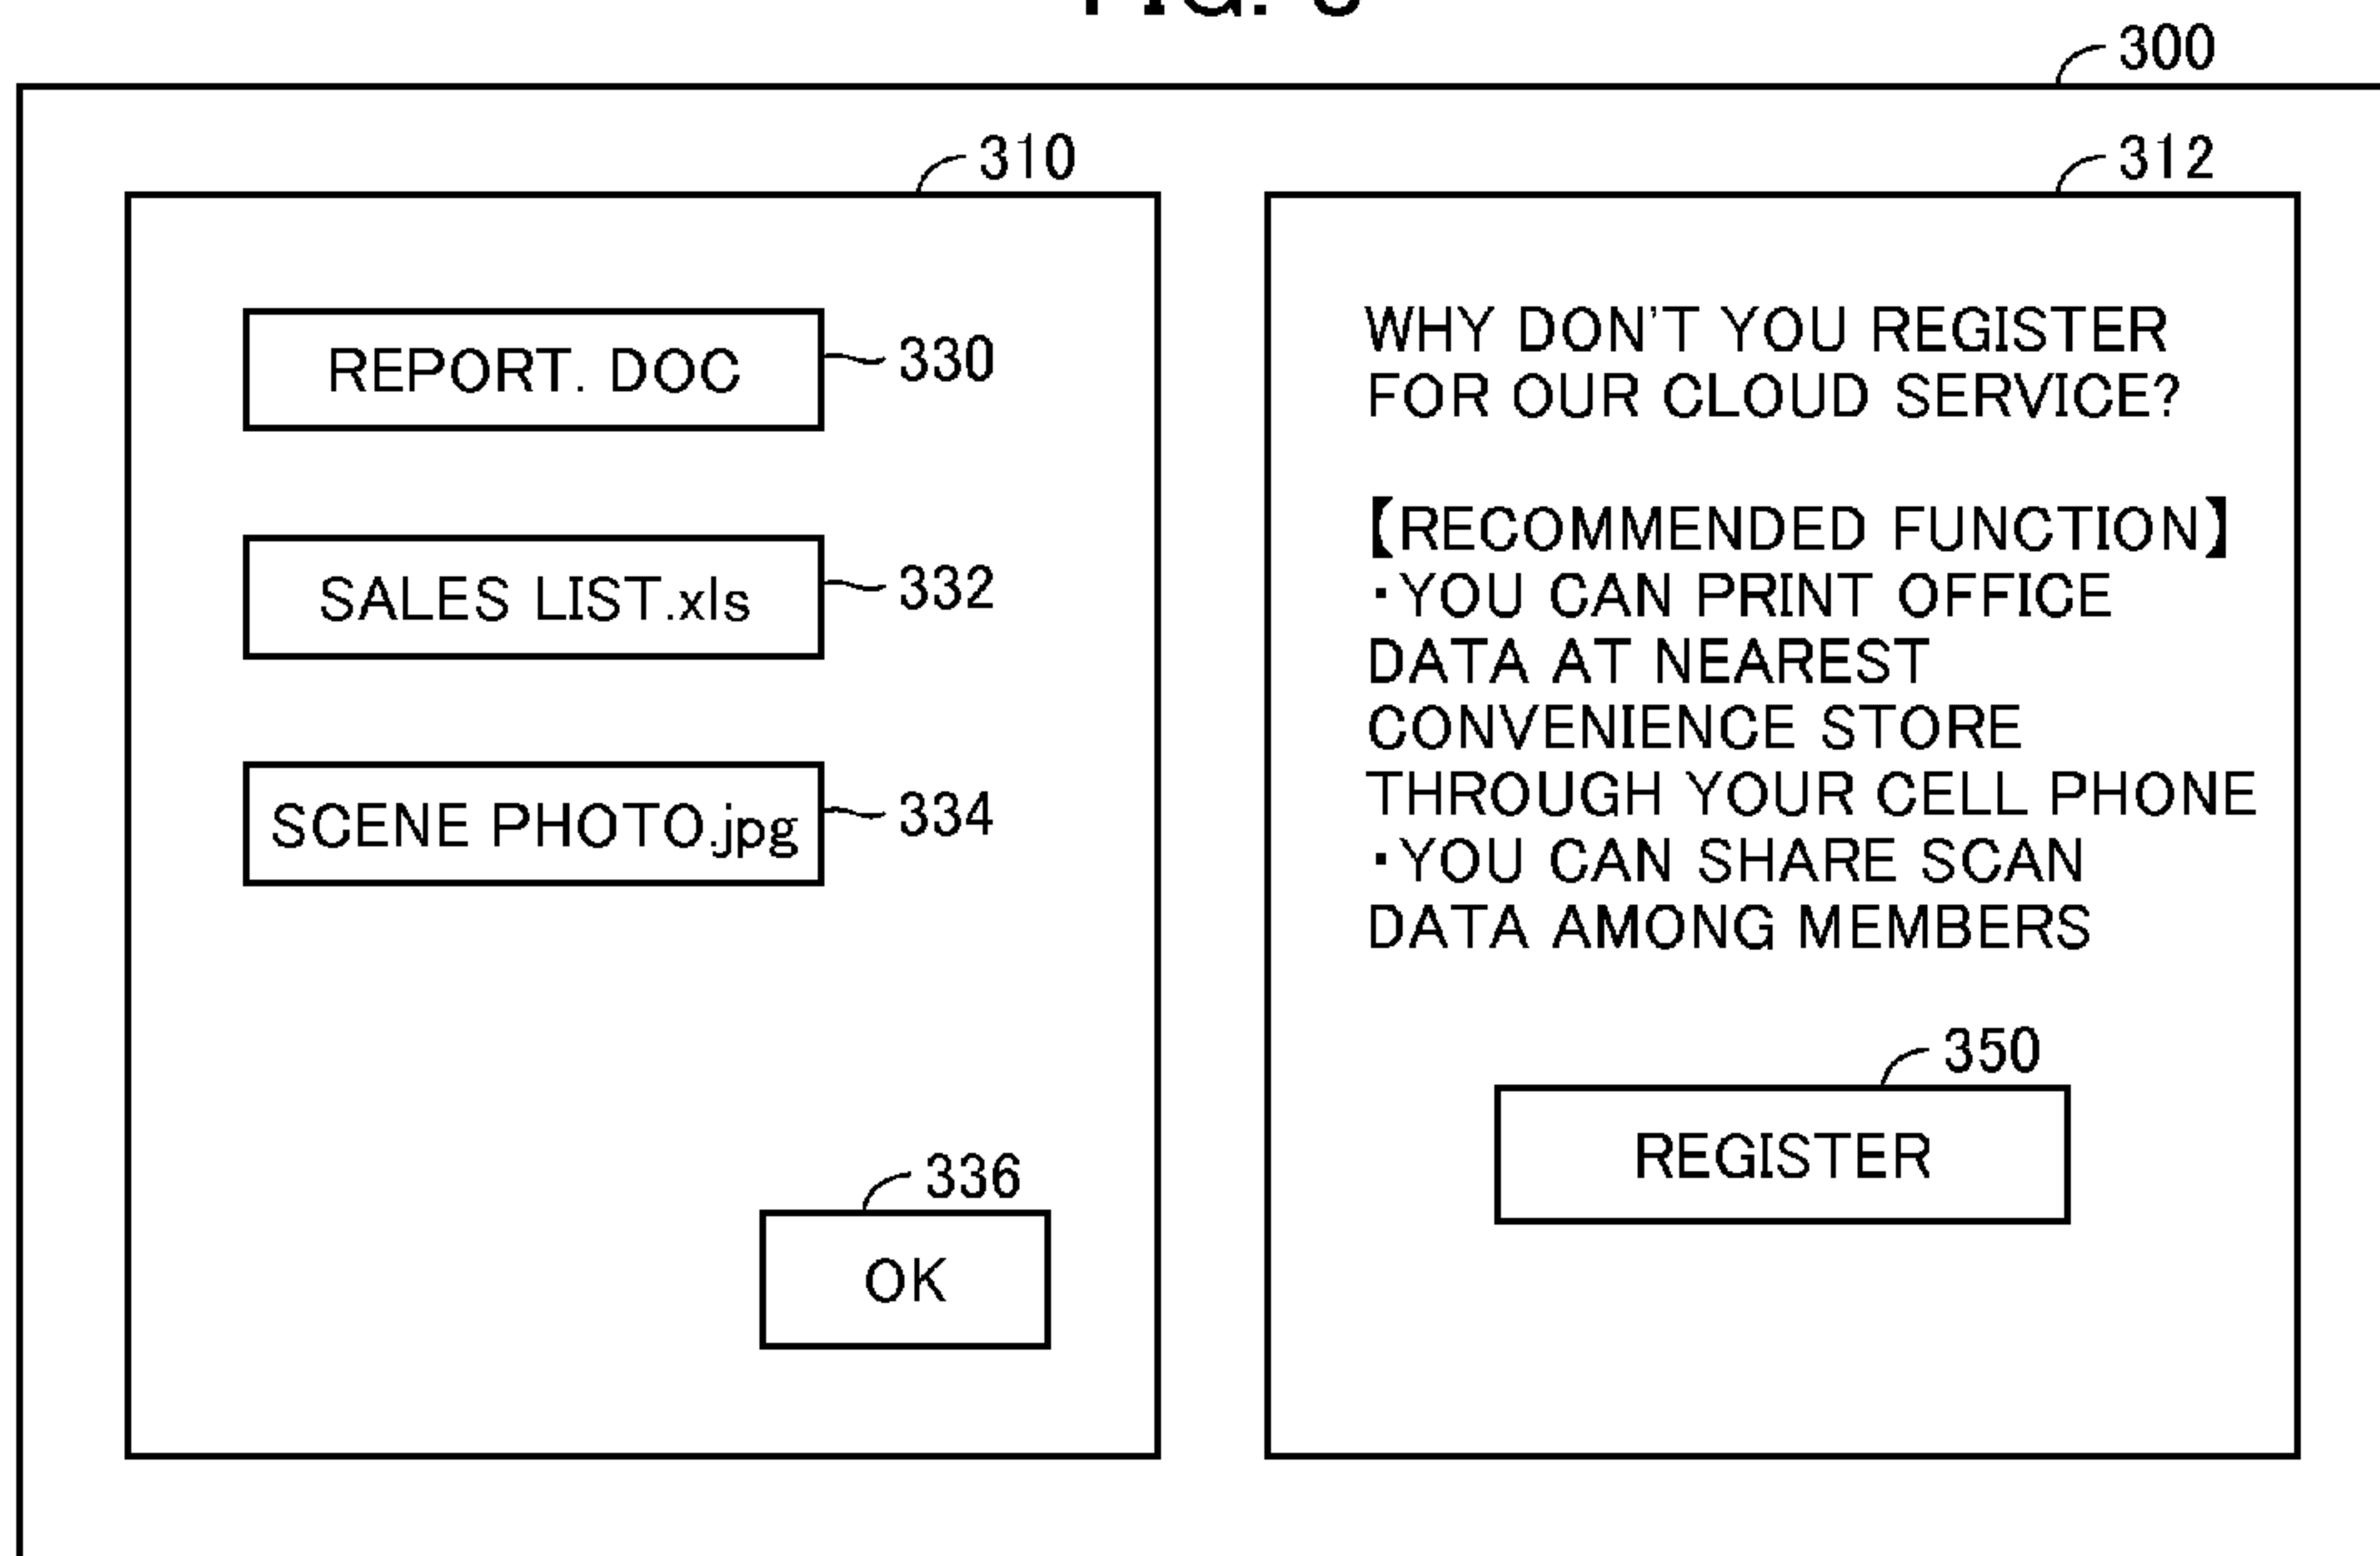 300
310
REPORT. DOC
330
SALES LIST.xls
332
SCENE PHOTO.jpg
334
336
OK
312
WHY DON'T YOU REGISTER
FOR OUR CLOUD SERVICE?
【RECOMMENDED FUNCTION】
・YOU CAN PRINT OFFICE
DATA AT NEAREST
CONVENIENCE STORE
THROUGH YOUR CELL PHONE
・YOU CAN SHARE SCAN
DATA AMONG MEMBERS
350
REGISTER